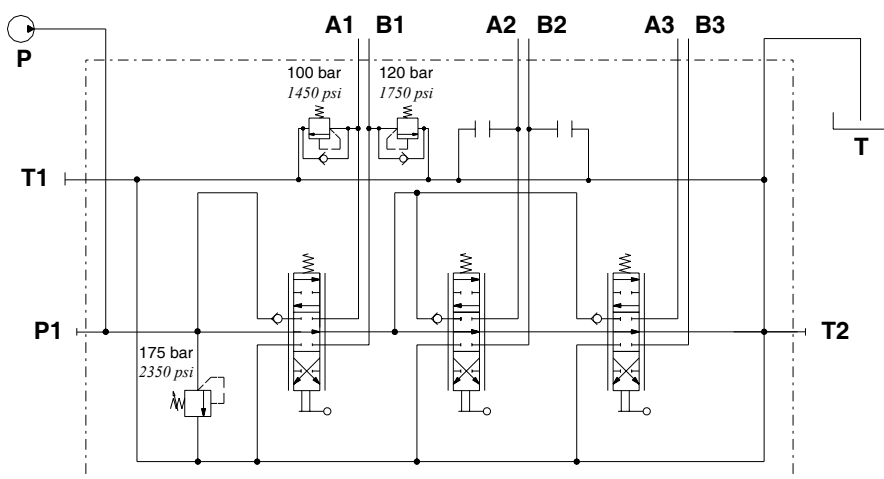 A1 B1 A2 B2 A3 B3
P
100 bar 120 bar
1450 psi 1750 psi
T
T1
P1 T2
175 bar
2350 psi